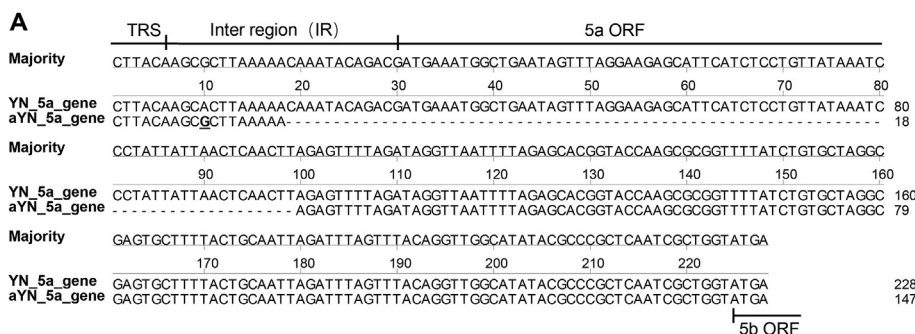 A
TRS Inter region (IR) 5a ORF
Majority CTTACAAGCGCTTAAAAACAAATACAGACGATGAAATGGCTGAATAGTTTAGGAAGAGCATTCATCTCCTGTTATAAATC
10 20 30 40 50 60 70 80
YN_5a_gene CTTACAAGCACTTAAAAACAAATACAGACGATGAAATGGCTGAATAGTTTAGGAAGAGCATTCATCTCCTGTTATAAATC 80
aYN_5a_gene CTTACAAGCGCTTAAAAA-------------------------------------------------------------- 18
Majority CCTATTATTAACTCAACTTAGAGTTTTAGATAGGTTAATTTTAGAGCACGGTACCAAGCGCGGTTTTATCTGTGCTAGGC
90 100 110 120 130 140 150 160
YN_5a_gene CCTATTATTAACTCAACTTAGAGTTTTAGATAGGTTAATTTTAGAGCACGGTACCAAGCGCGGTTTTATCTGTGCTAGGC 160
aYN_5a_gene -------------------AGAGTTTTAGATAGGTTAATTTTAGAGCACGGTACCAAGCGCGGTTTTATCTGTGCTAGGC 79
Majority GAGTGCTTTTACTGCAATTAGATTTAGTTTACAGGTTGGCATATACGCCCGCTCAATCGCTGGTATGA
170 180 190 200 210 220
YN_5a_gene GAGTGCTTTTACTGCAATTAGATTTAGTTTACAGGTTGGCATATACGCCCGCTCAATCGCTGGTATGA 228
aYN_5a_gene GAGTGCTTTTACTGCAATTAGATTTAGTTTACAGGTTGGCATATACGCCCGCTCAATCGCTGGTATGA 147
5b ORF